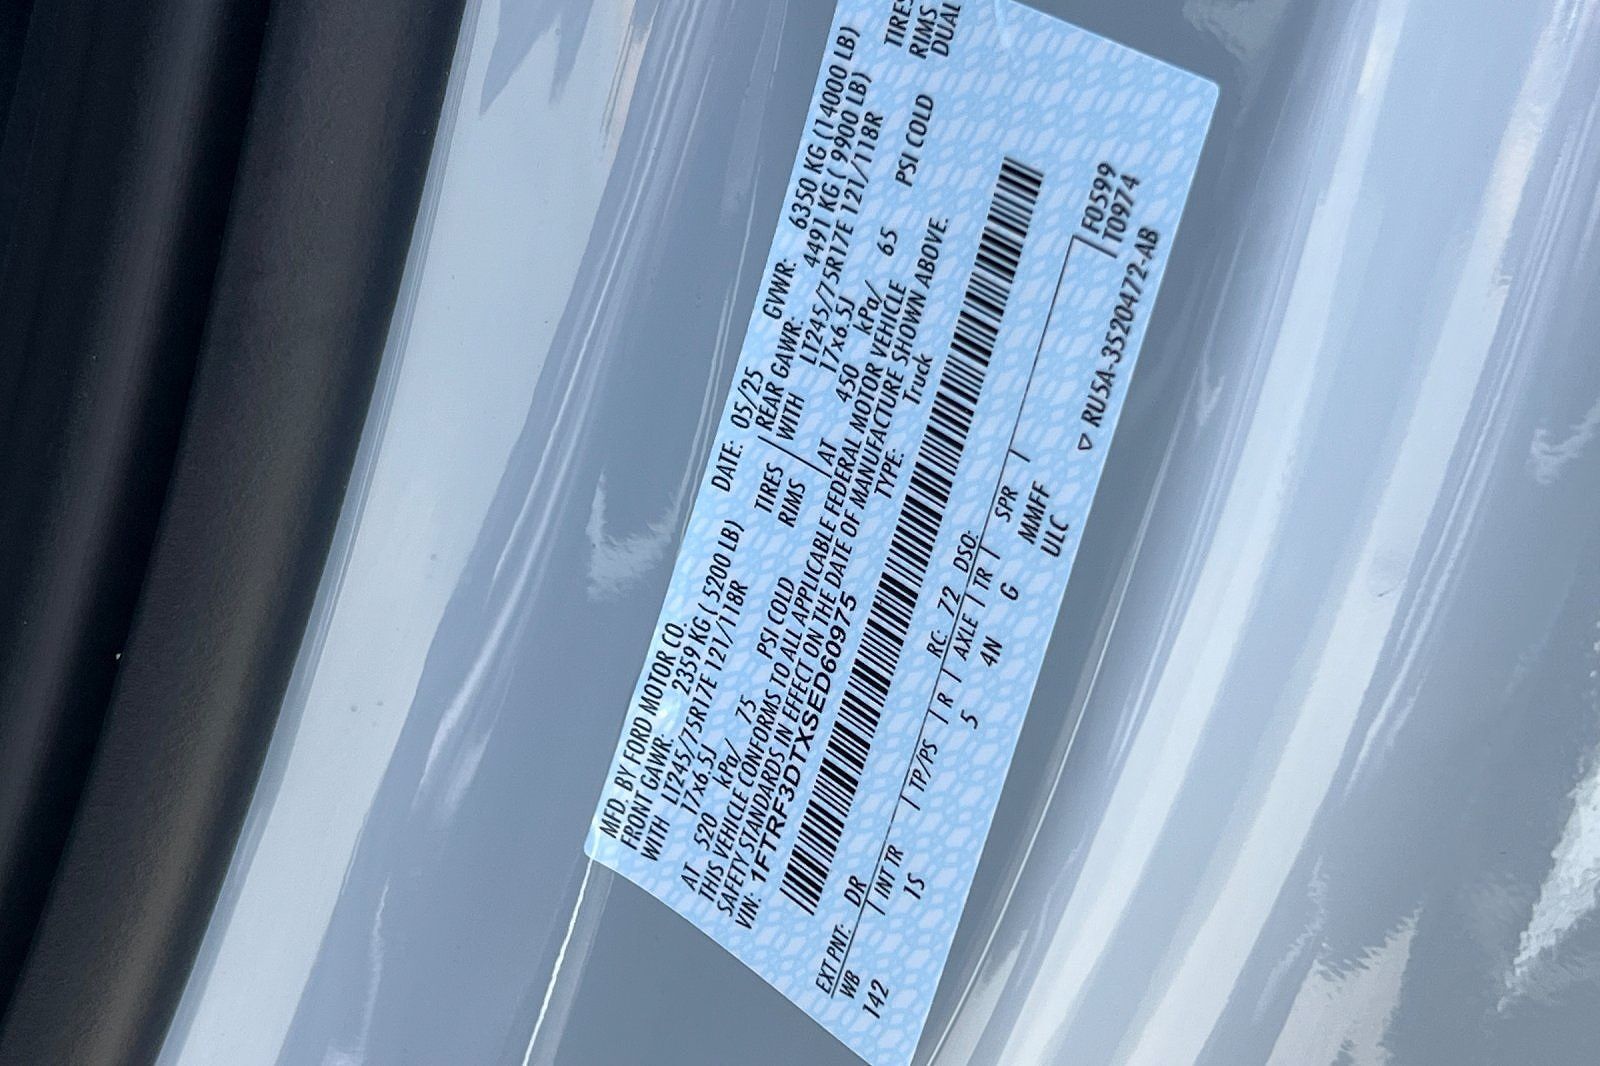 MFD. BY FORD MOTOR CO. DATE: 05/25 GVWR: 6350 KG (14000 LB)
FRONT GAWR: 2359 KG ( 5200 LB) REAR GAWR: 4491 KG ( 9900 LB)
WITH LT245/75R17E 121/118R TIRES WITH LT245/75R17E 121/118R TIRES
17x6.5J RIMS 17x6.5J RIMS
AT 520 kPa/ 75 PSI COLD AT 450 kPa/ 65 PSI COLD DUAL
THIS VEHICLE CONFORMS TO ALL APPLICABLE FEDERAL MOTOR VEHICLE
SAFETY STANDARDS IN EFFECT ON THE DATE OF MANUFACTURE SHOWN ABOVE.
VIN: 1FTRF3DTXSED60975 TYPE: Truck
EXT PNT: DR RC: 72 DSO: F0599
WB INT TR TP/PS R AXLE TR SPR T0974
142 1S 5 4N G MMFF
ULC
▽ RU5A-3520472-AB